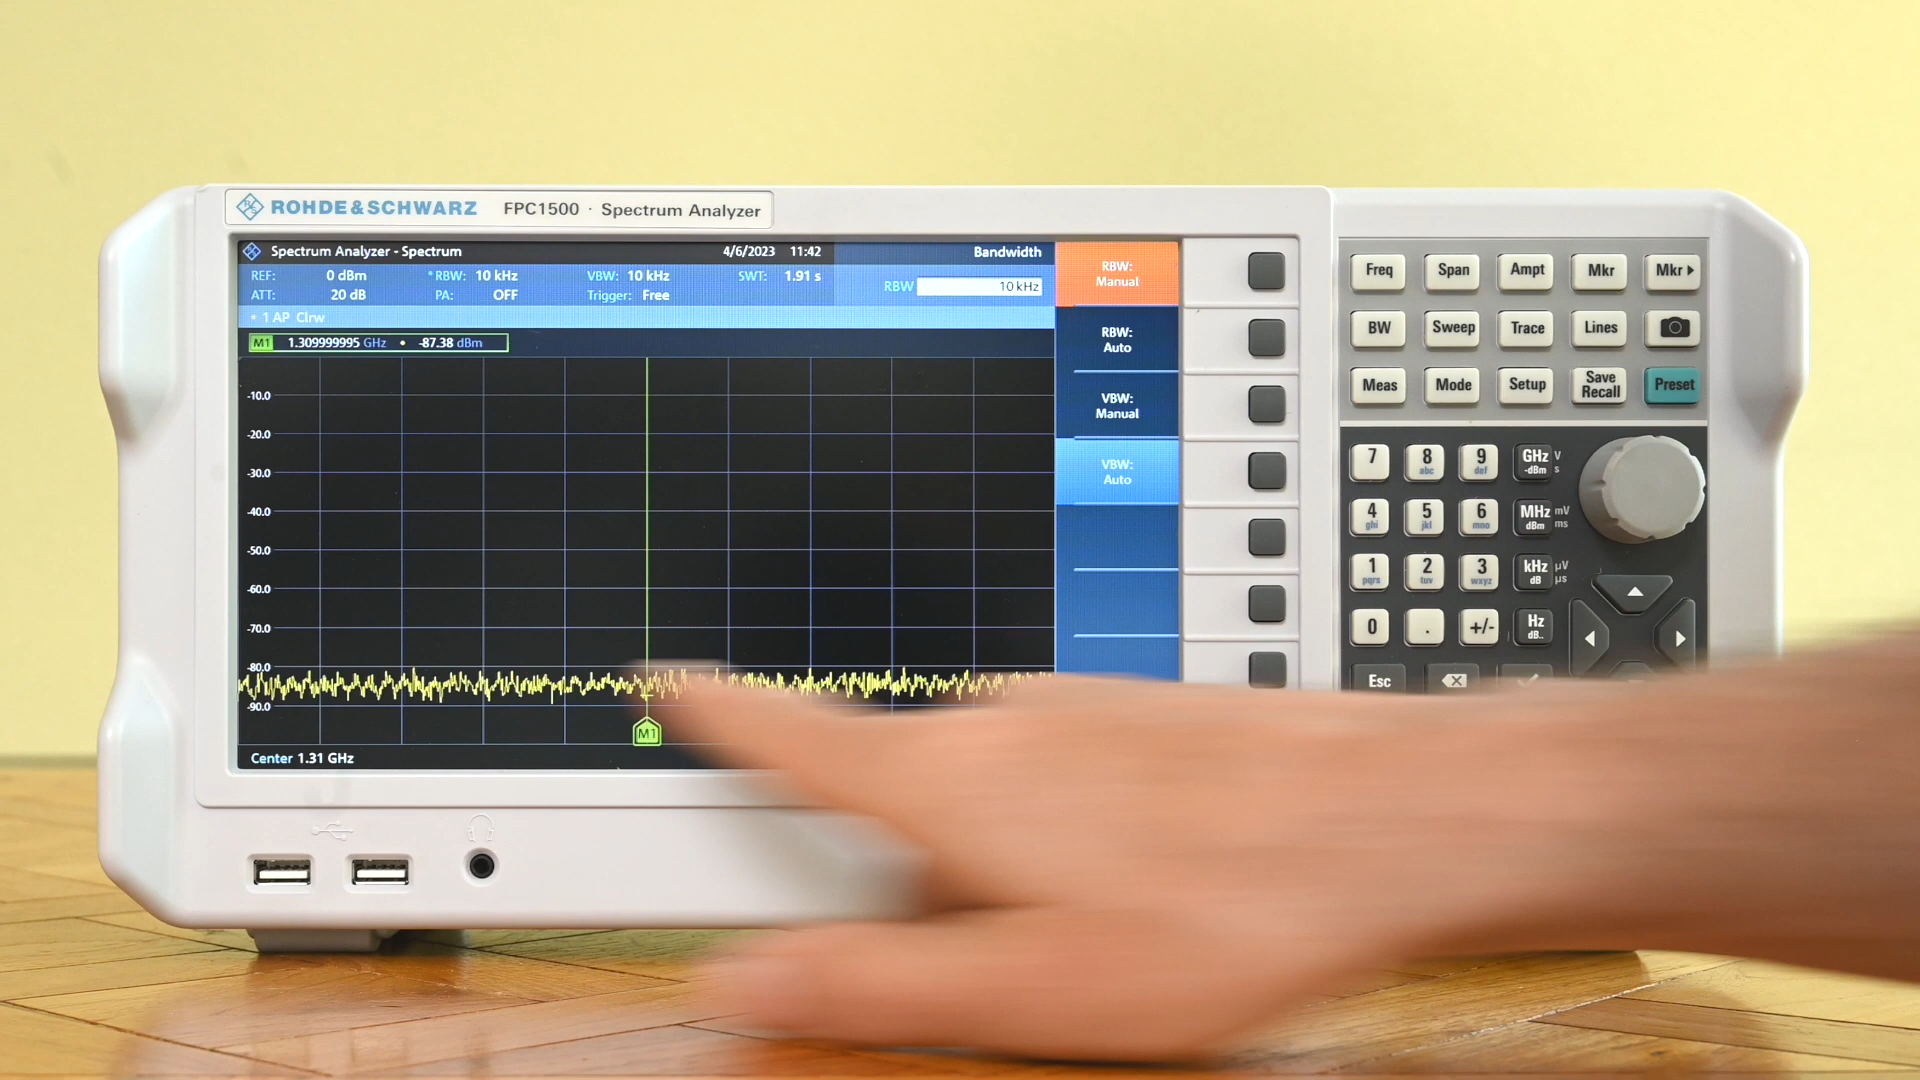 ROHDE&SCHWARZ FPC1500 · Spectrum Analyzer
Spectrum Analyzer - Spectrum 4/6/2023 11:42 Bandwidth
REF: 0 dBm *RBW: 10 kHz VBW: 10 kHz SWT: 1.91 s
ATT: 20 dB PA: OFF Trigger: Free
RBW 10 kHz
* 1 AP Clrw
M1 1.309999995 GHz • -87.38 dBm
-10.0
-20.0
-30.0
-40.0
-50.0
-60.0
-70.0
-80.0
-90.0
M1
Center 1.31 GHz
RBW:
Manual
RBW:
Auto
VBW:
Manual
VBW:
Auto
Freq Span Ampt Mkr Mkr
BW Sweep Trace Lines
Meas Mode Setup Save Recall Preset
7 8 abc 9 def GHz -dBm V s
4 ghi 5 jkl 6 mno MHz dBm mV ms
1 pqrs 2 tuv 3 wxyz kHz dB µV µs
0 . +/- Hz dB..
Esc